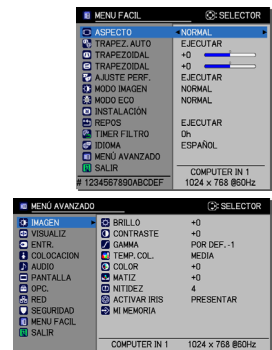 MENU FACIL :SELECTOR
ASPECTO NORMAL
TRAPEZ. AUTO EJECUTAR
TRAPEZOIDAL +0
TRAPEZOIDAL +0
AJUSTE PERF. EJECUTAR
MODO IMAGEN NORMAL
MODO ECO NORMAL
INSTALACIÓN
REPOS EJECUTAR
TIMER FILTRO 0h
IDIOMA ESPAÑOL
MENÚ AVANZADO
SALIR COMPUTER IN 1
# 1234567890ABCDEF 1024 x 768 @60Hz
MENÚ AVANZADO :SELECTOR
IMAGEN BRILLO +0
VISUALIZ CONTRASTE +0
ENTR. GAMMA POR DEF. -1
COLOCACION TEMP. COL. MEDIA
AUDIO COLOR +0
PANTALLA MATIZ +0
OPC. NITIDEZ 4
RED ACTIVAR IRIS PRESENTAR
SEGURIDAD MI MEMORIA
MENU FACIL
SALIR
COMPUTER IN 1 1024 x 768 @60Hz